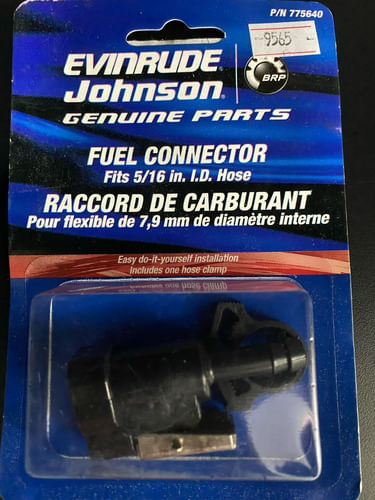 P/N 775640
9565
EVINRUDE
Johnson
BRP
GENUINE PARTS
FUEL CONNECTOR
Fits 5/16 in. I.D. Hose
RACCORD DE CARBURANT
Pour flexible de 7,9 mm de diamètre interne
Easy do-it-yourself installation
Includes one hose clamp